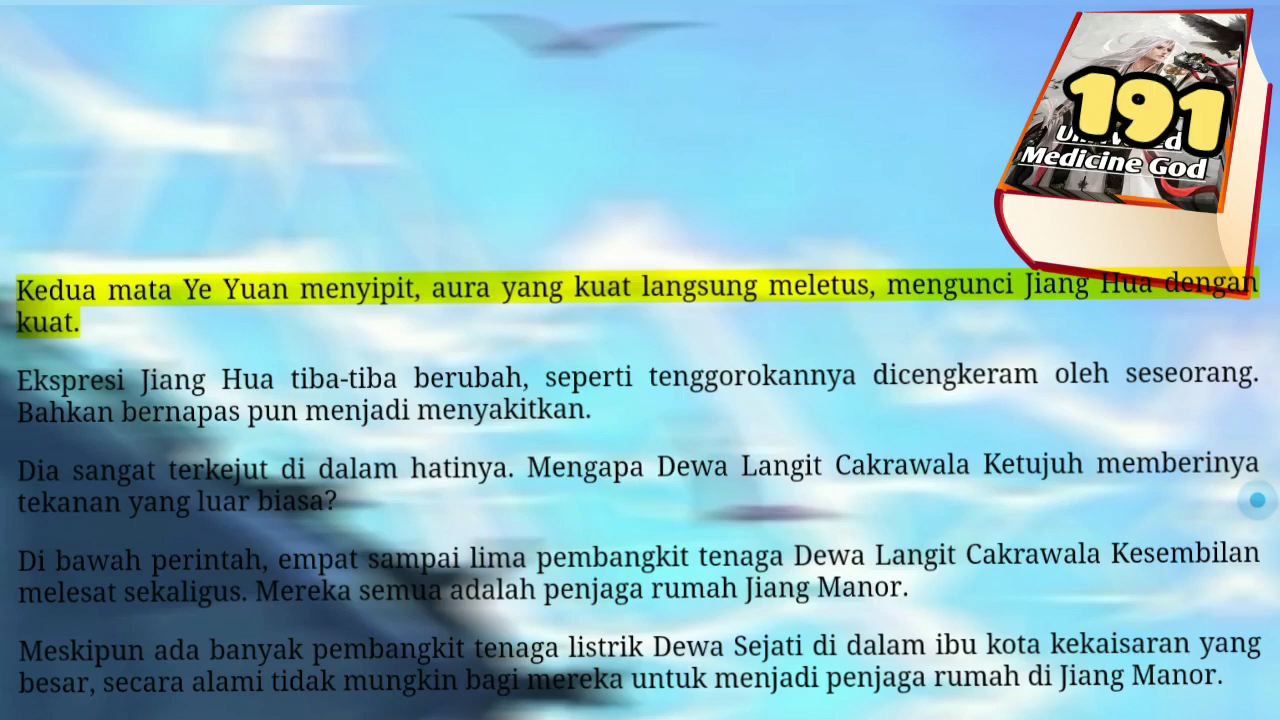 191
Medicine God
Kedua mata Ye Yuan menyipit, aura yang kuat langsung meletus, mengunci Jiang Hua dengan
kuat.
Ekspresi Jiang Hua tiba-tiba berubah, seperti tenggorokannya dicengkeram oleh seseorang.
Bahkan bernapas pun menjadi menyakitkan.
Dia sangat terkejut di dalam hatinya. Mengapa Dewa Langit Cakrawala Ketujuh memberinya
tekanan yang luar biasa?
Di bawah perintah, empat sampai lima pembangkit tenaga Dewa Langit Cakrawala Kesembilan
melesat sekaligus. Mereka semua adalah penjaga rumah Jiang Manor.
Meskipun ada banyak pembangkit tenaga listrik Dewa Sejati di dalam ibu kota kekaisaran yang
besar, secara alami tidak mungkin bagi mereka untuk menjadi penjaga rumah di Jiang Manor.